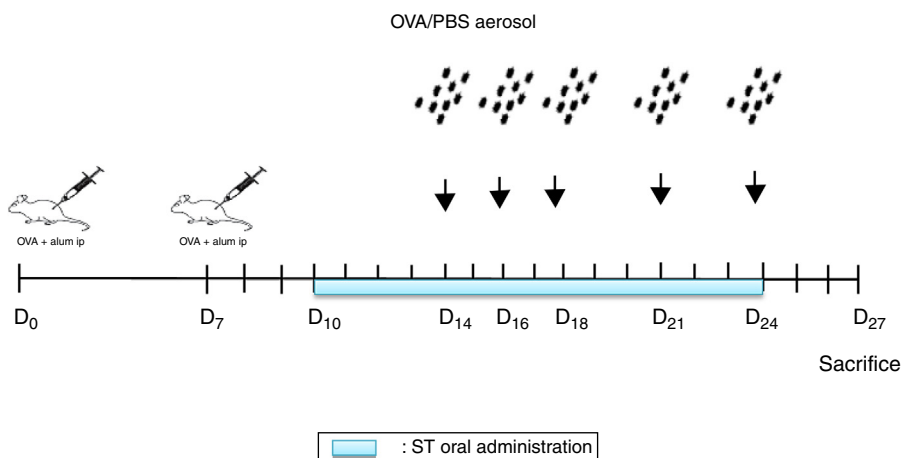 OVA/PBS aerosol
OVA + alum ip
OVA + alum ip
D0 D7 D10 D14 D16 D18 D21 D24 D27
Sacrifice
: ST oral administration